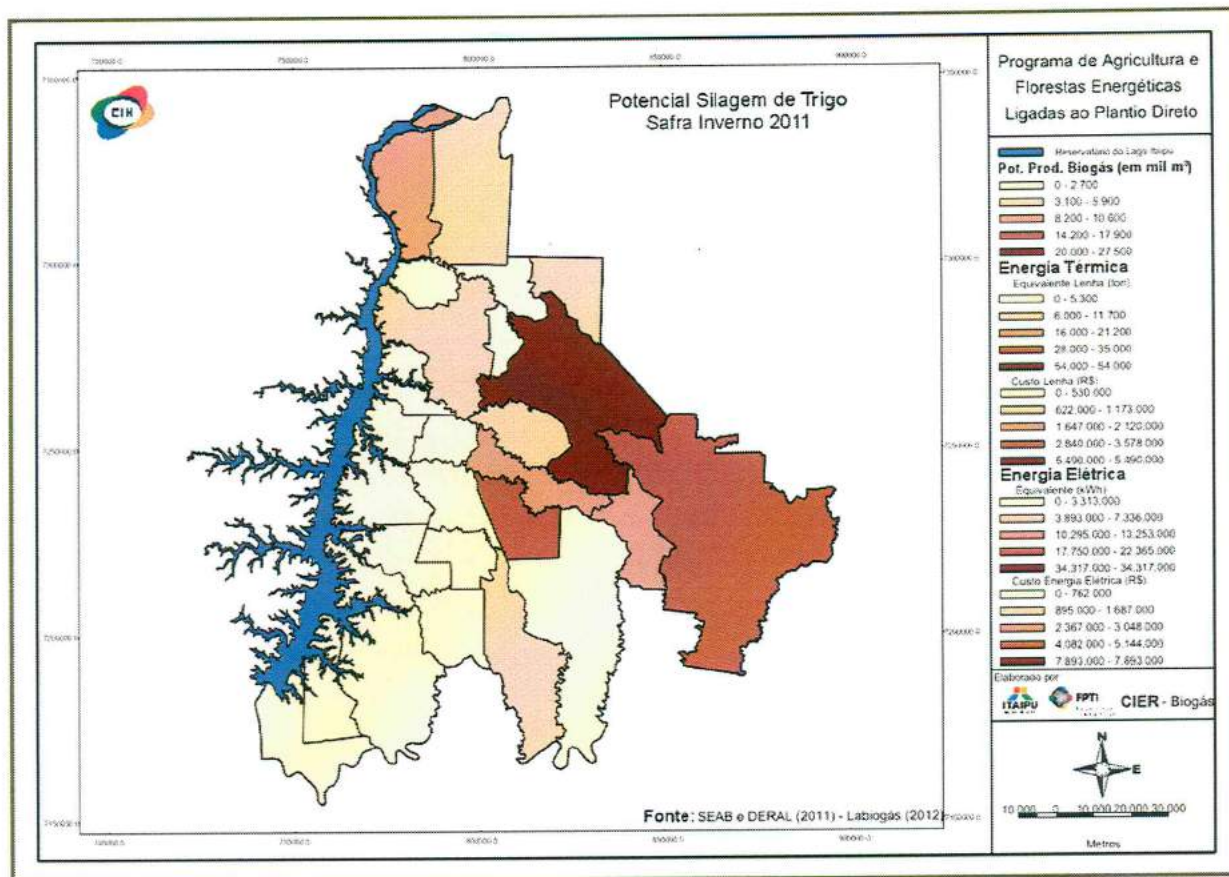 CIH
Potencial Silagem de Trigo
Safra Inverno 2011
Fonte: SEAB e DERAL (2011) - Labiogás (2012)
Programa de Agricultura e
Florestas Energéticas
Ligadas ao Plantio Direto
Reservatório do Lago Itaipu
Pot. Prod. Biogás (em mil m³)
0 - 2.700
3.100 - 5.900
8.200 - 10.600
14.200 - 17.900
20.000 - 27.500
Energia Térmica
Equivalente Lenha (ton)
0 - 5.300
6.000 - 11.700
16.000 - 21.200
28.000 - 35.000
54.000 - 54.000
Custo Lenha (R$)
0 - 530.000
622.000 - 1.173.000
1.647.000 - 2.120.000
2.840.000 - 3.578.000
5.490.000 - 5.490.000
Energia Elétrica
Equivalente (kWh)
0 - 3.313.000
3.893.000 - 7.336.000
10.295.000 - 13.253.000
17.750.000 - 22.365.000
34.317.000 - 34.317.000
Custo Energia Elétrica (R$)
0 - 762.000
895.000 - 1.687.000
2.367.000 - 3.048.000
4.082.000 - 5.144.000
7.893.000 - 7.893.000
Elaborado por
ITAIPU FPTI CIER - Biogás
N
E
10.000 0 10.000 20.000 30.000
Metros